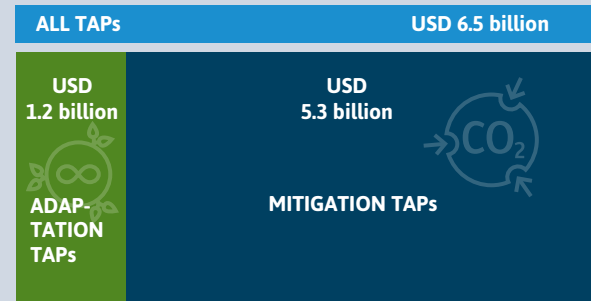 ALL TAPs USD 6.5 billion
USD
1.2 billion
USD
5.3 billion
CO₂
ADAP-
TATION
TAPs
MITIGATION TAPs